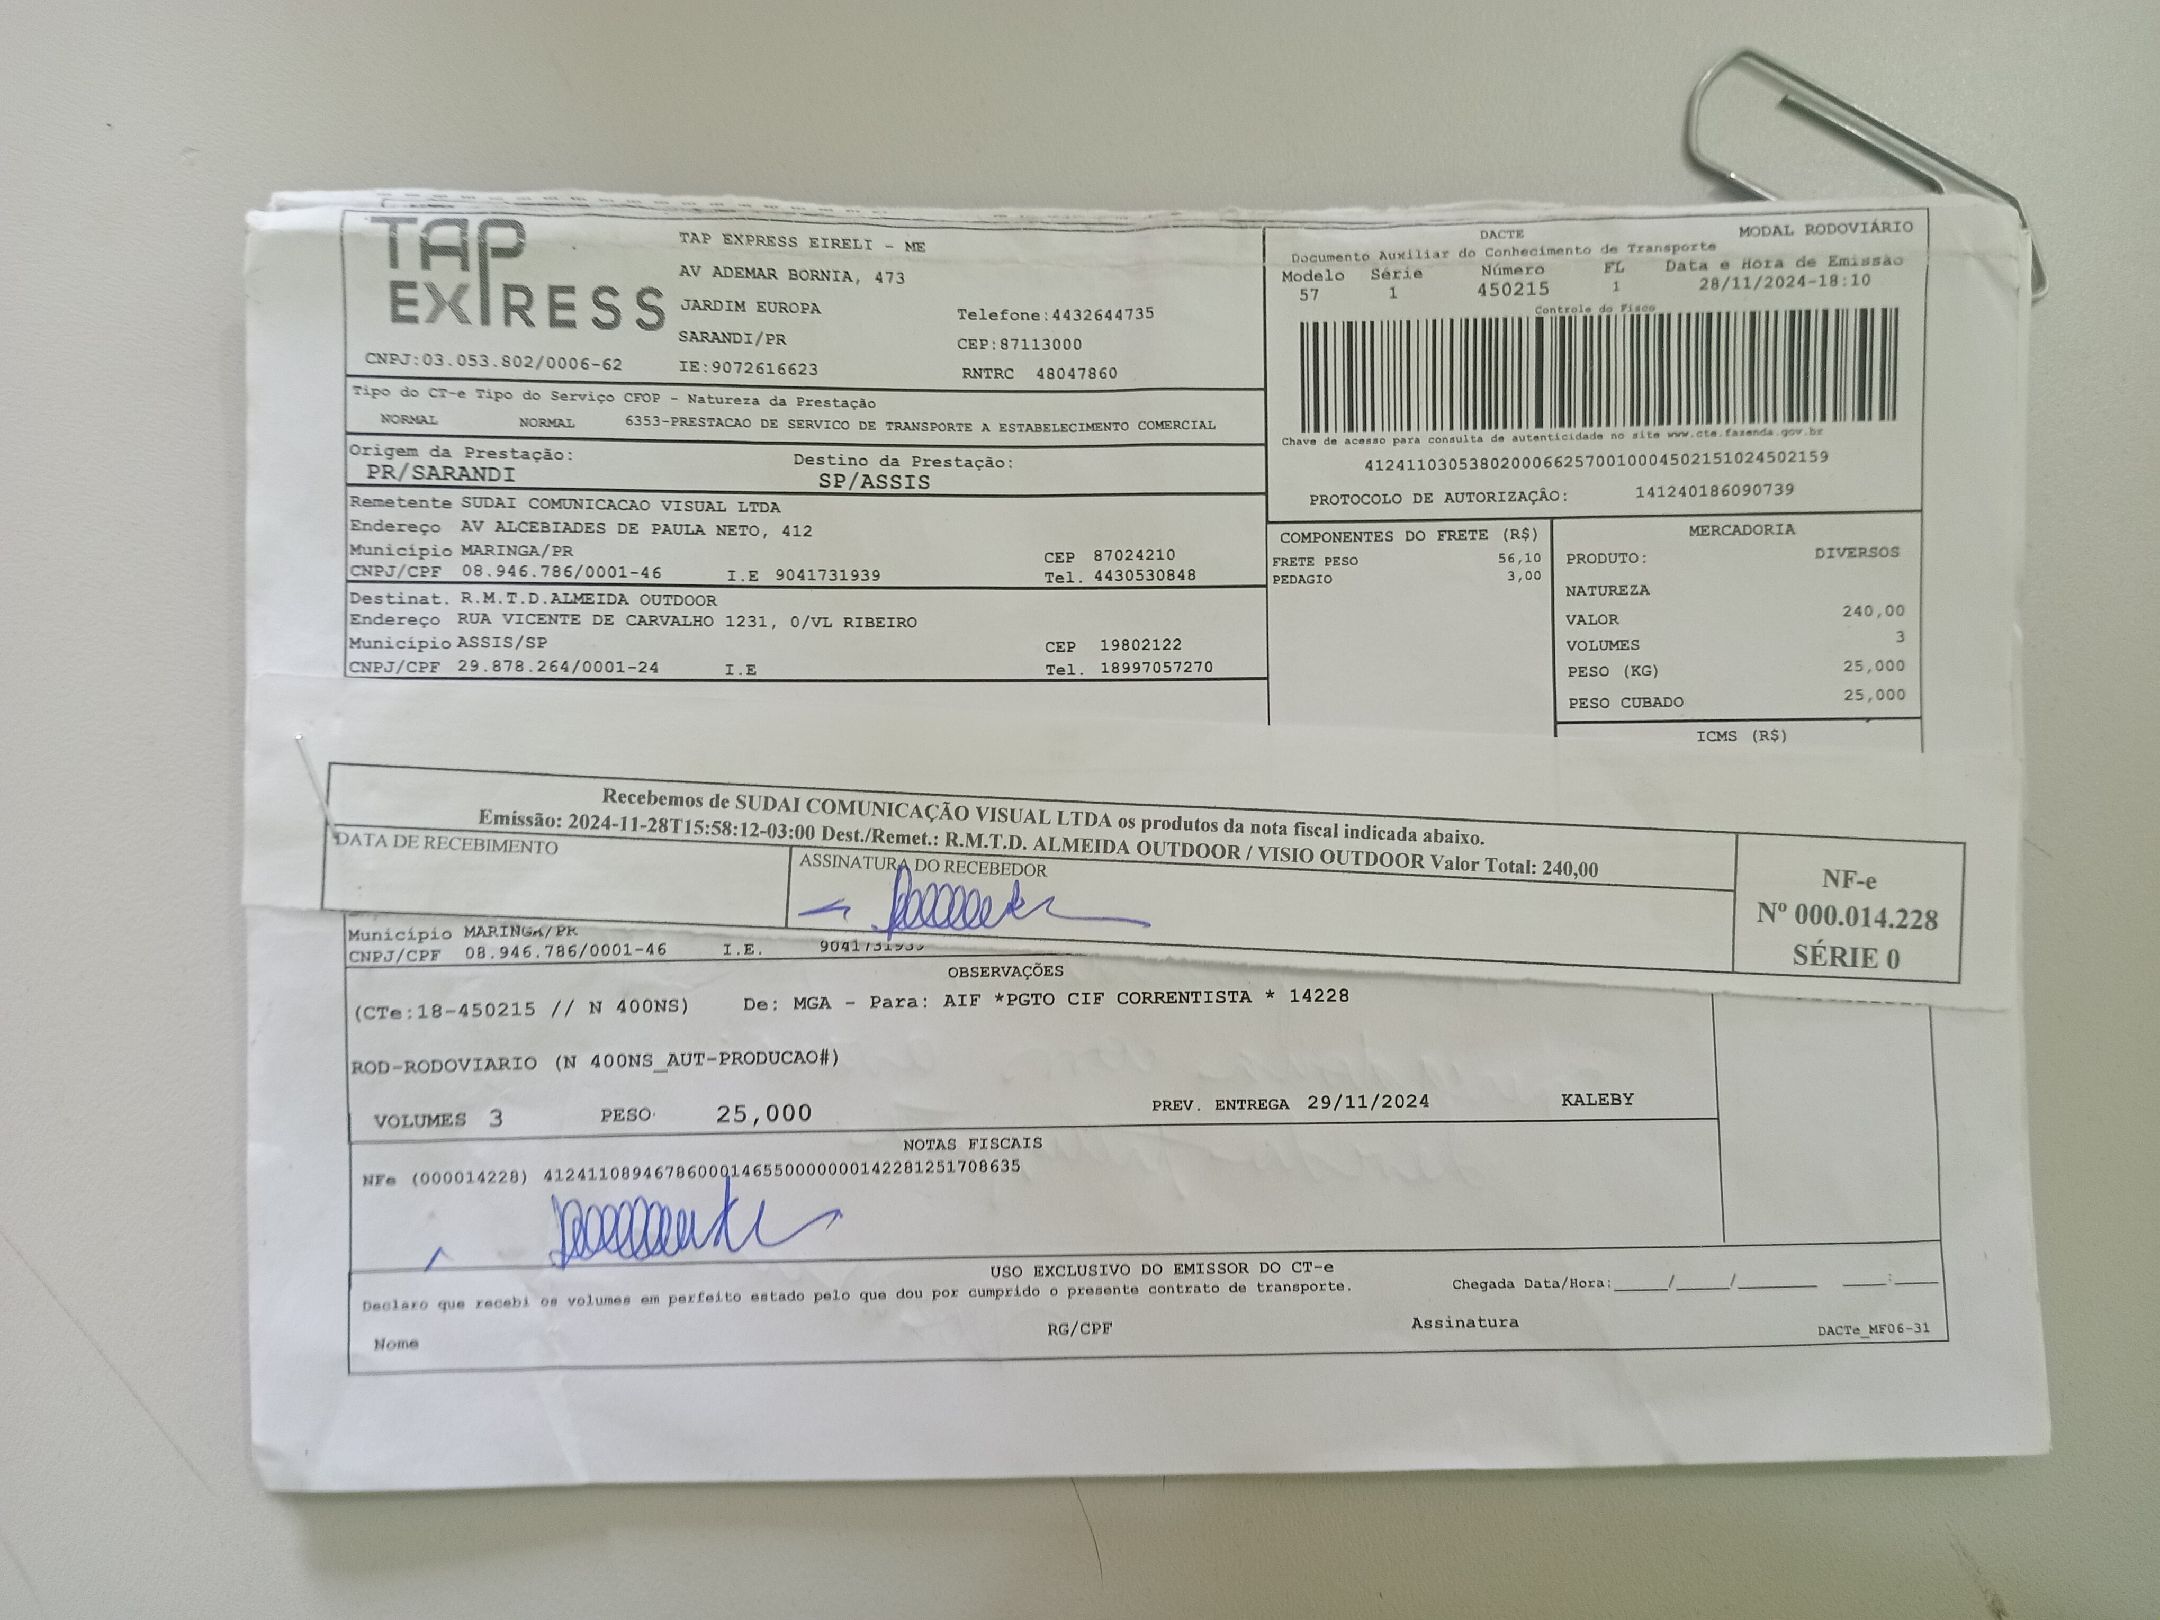 TAP
EXPRESS
CNPJ:03.053.802/0006-62
TAP EXPRESS EIRELI - ME
AV ADEMAR BORNIA, 473
JARDIM EUROPA
SARANDI/PR
IE:9072616623
Telefone:4432644735
CEP:87113000
RNTRC 48047860
DACTE MODAL RODOVIÁRIO
Documento Auxiliar do Conhecimento de Transporte
Modelo Série Número FL Data e Hora de Emissão
57 1 450215 1 28/11/2024-18:10
Controle do Fisco
Chave de acesso para consulta de autenticidade no site www.cte.fazenda.gov.br
41241103053802000662570010004502151024502159
PROTOCOLO DE AUTORIZAÇÃO: 141240186090739
Tipo do CT-e Tipo do Serviço CFOP - Natureza da Prestação
NORMAL NORMAL 6353-PRESTACAO DE SERVICO DE TRANSPORTE A ESTABELECIMENTO COMERCIAL
Origem da Prestação: Destino da Prestação:
PR/SARANDI SP/ASSIS
Remetente SUDAI COMUNICACAO VISUAL LTDA
Endereço AV ALCEBIADES DE PAULA NETO, 412
Município MARINGA/PR CEP 87024210
CNPJ/CPF 08.946.786/0001-46 I.E 9041731939 Tel. 4430530848
Destinat. R.M.T.D.ALMEIDA OUTDOOR
Endereço RUA VICENTE DE CARVALHO 1231, 0/VL RIBEIRO
Município ASSIS/SP CEP 19802122
CNPJ/CPF 29.878.264/0001-24 I.E Tel. 18997057270
COMPONENTES DO FRETE (R$)
FRETE PESO 56,10
PEDAGIO 3,00
MERCADORIA
PRODUTO: DIVERSOS
NATUREZA
VALOR 240,00
VOLUMES 3
PESO (KG) 25,000
PESO CUBADO 25,000
ICMS (R$)
Recebemos de SUDAI COMUNICAÇÃO VISUAL LTDA os produtos da nota fiscal indicada abaixo.
Emissão: 2024-11-28T15:58:12-03:00 Dest./Remet.: R.M.T.D. ALMEIDA OUTDOOR / VISIO OUTDOOR Valor Total: 240,00
DATA DE RECEBIMENTO
ASSINATURA DO RECEBEDOR
NF-e
Nº 000.014.228
SÉRIE 0
Município MARINGA/PR
CNPJ/CPF 08.946.786/0001-46 I.E. 9041731939
OBSERVAÇÕES
(CTe:18-450215 // N 400NS) De: MGA - Para: AIF *PGTO CIF CORRENTISTA * 14228
ROD-RODOVIARIO (N 400NS_AUT-PRODUCAO#)
VOLUMES 3 PESO 25,000 PREV. ENTREGA 29/11/2024 KALEBY
NOTAS FISCAIS
NFe (000014228) 41241108946786000146550000000142281251708635
USO EXCLUSIVO DO EMISSOR DO CT-e
Declaro que recebi os volumes em perfeito estado pelo que dou por cumprido o presente contrato de transporte.
Chegada Data/Hora:____/____/______ ___:___
Nome RG/CPF Assinatura DACTe_MF06-31